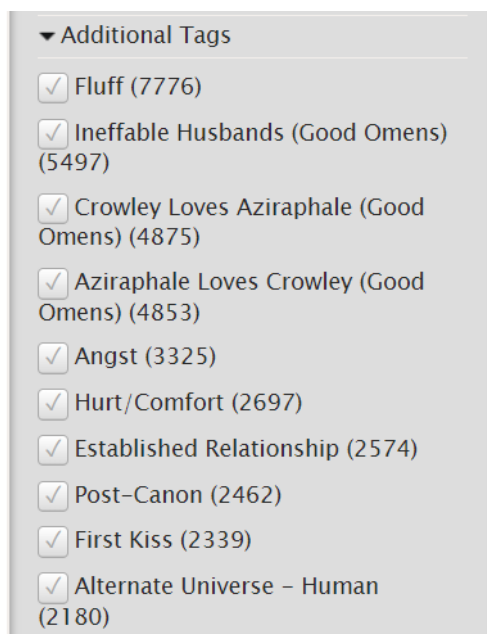 Additional Tags
Fluff (7776)
Ineffable Husbands (Good Omens)
(5497)
Crowley Loves Aziraphale (Good
Omens) (4875)
Aziraphale Loves Crowley (Good
Omens) (4853)
Angst (3325)
Hurt/Comfort (2697)
Established Relationship (2574)
Post-Canon (2462)
First Kiss (2339)
Alternate Universe - Human
(2180)